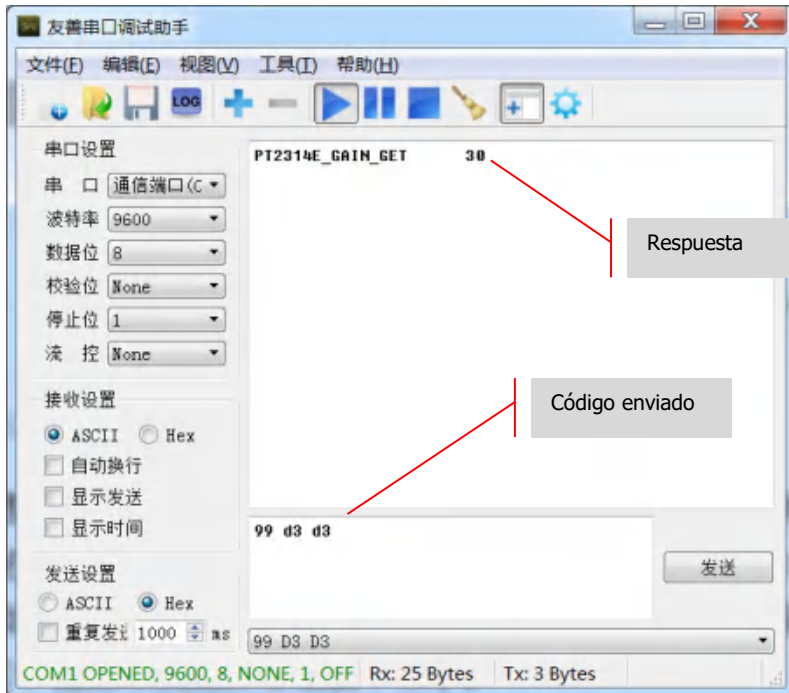 友善串口调试助手
文件(F) 编辑(E) 视图(V) 工具(T) 帮助(H)
LOG
串口设置
串 口 通信端口(C
波特率 9600
数据位 8
校验位 None
停止位 1
流 控 None
接收设置
ASCII Hex
自动换行
显示发送
显示时间
发送设置
ASCII Hex
重复发送 1000 ms
PT2314E_GAIN_GET 30
Respuesta
Código enviado
99 d3 d3
发送
99 D3 D3
COM1 OPENED, 9600, 8, NONE, 1, OFF Rx: 25 Bytes Tx: 3 Bytes